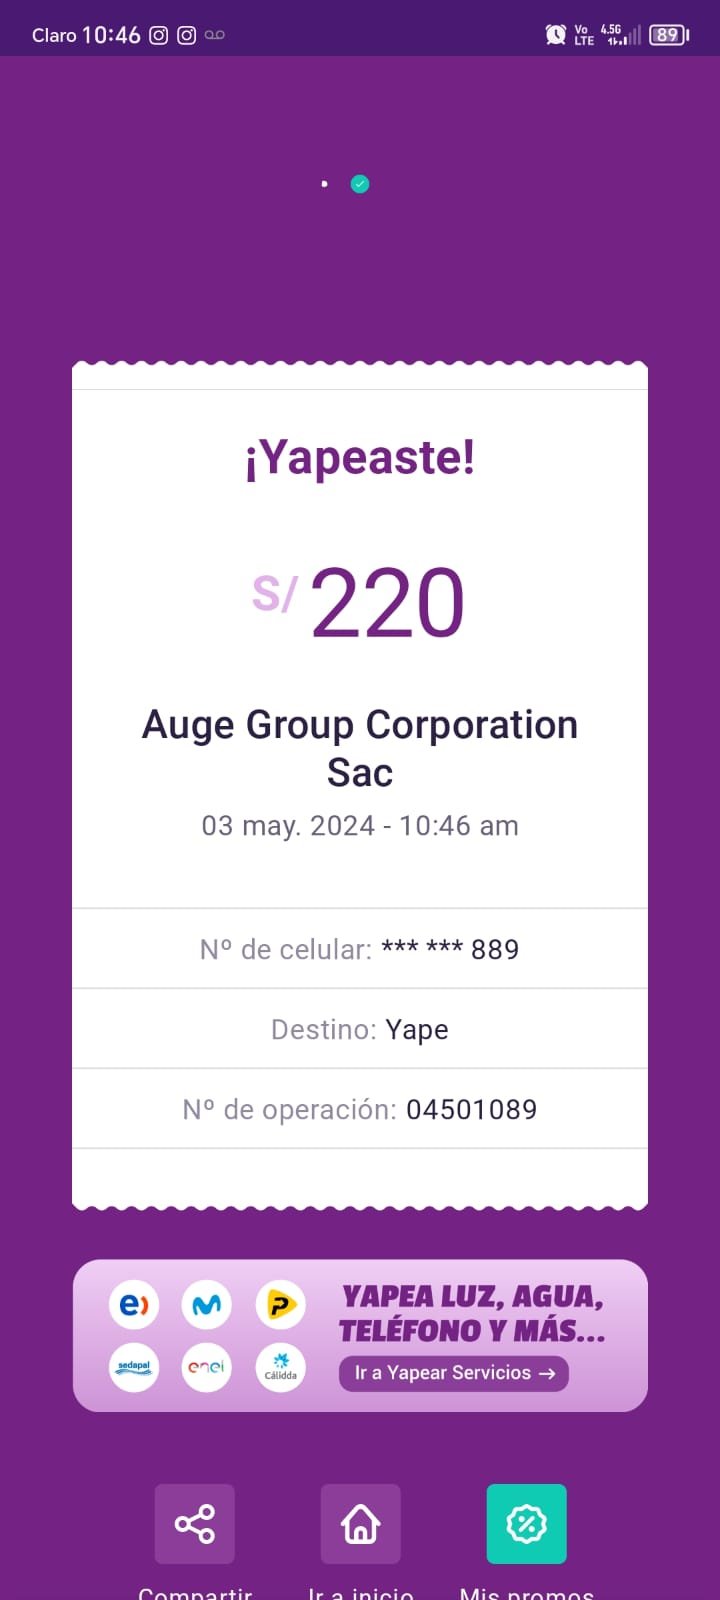 Claro 10:46
Vo LTE 4.5G 89
¡Yapeaste!
S/ 220
Auge Group Corporation
Sac
03 may. 2024 - 10:46 am
Nº de celular: *** *** 889
Destino: Yape
Nº de operación: 04501089
YAPEA LUZ, AGUA,
TELÉFONO Y MÁS...
Ir a Yapear Servicios →
sedapal enel Cálidda
Compartir Ir a inicio Mis promos